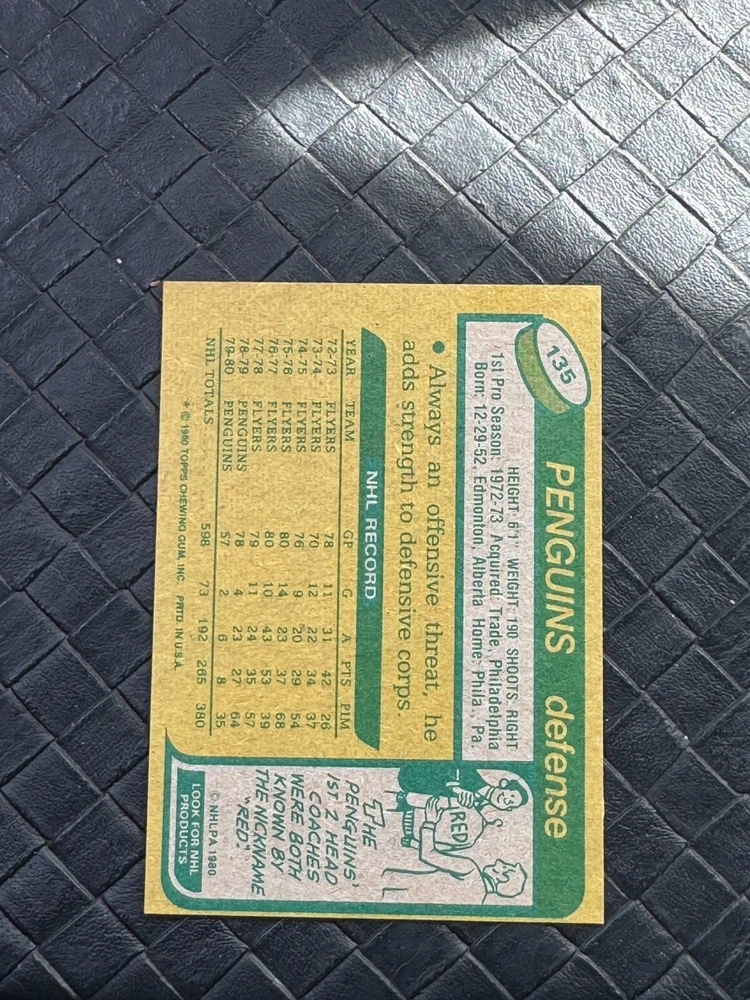 135
PENGUINS defense
HEIGHT: 6'1" WEIGHT: 190 SHOOTS: RIGHT
1st Pro Season: 1972-73 Acquired: Trade, Philadelphia
Born: 12-29-52, Edmonton, Alberta Home: Phila., Pa.
● Always an offensive threat, he
adds strength to defensive corps.
NHL RECORD
YEAR TEAM GP G A PTS PIM
72-73 FLYERS 78 11 31 42 26
73-74 FLYERS 70 12 22 34 37
74-75 FLYERS 76 9 20 29 54
75-76 FLYERS 80 14 23 37 68
76-77 FLYERS 80 10 43 53 39
77-78 FLYERS 79 11 24 35 57
78-79 PENGUINS 78 4 23 27 64
79-80 PENGUINS 57 2 6 8 35
NHL TOTALS 598 73 192 265 380
* © 1980 TOPPS CHEWING GUM, INC. PRTD. IN U.S.A.
RED
THE
PENGUINS'
1ST 2 HEAD
COACHES
WERE BOTH
KNOWN BY
THE NICKNAME
"RED."
© NHLPA 1980
LOOK FOR NHL
PRODUCTS